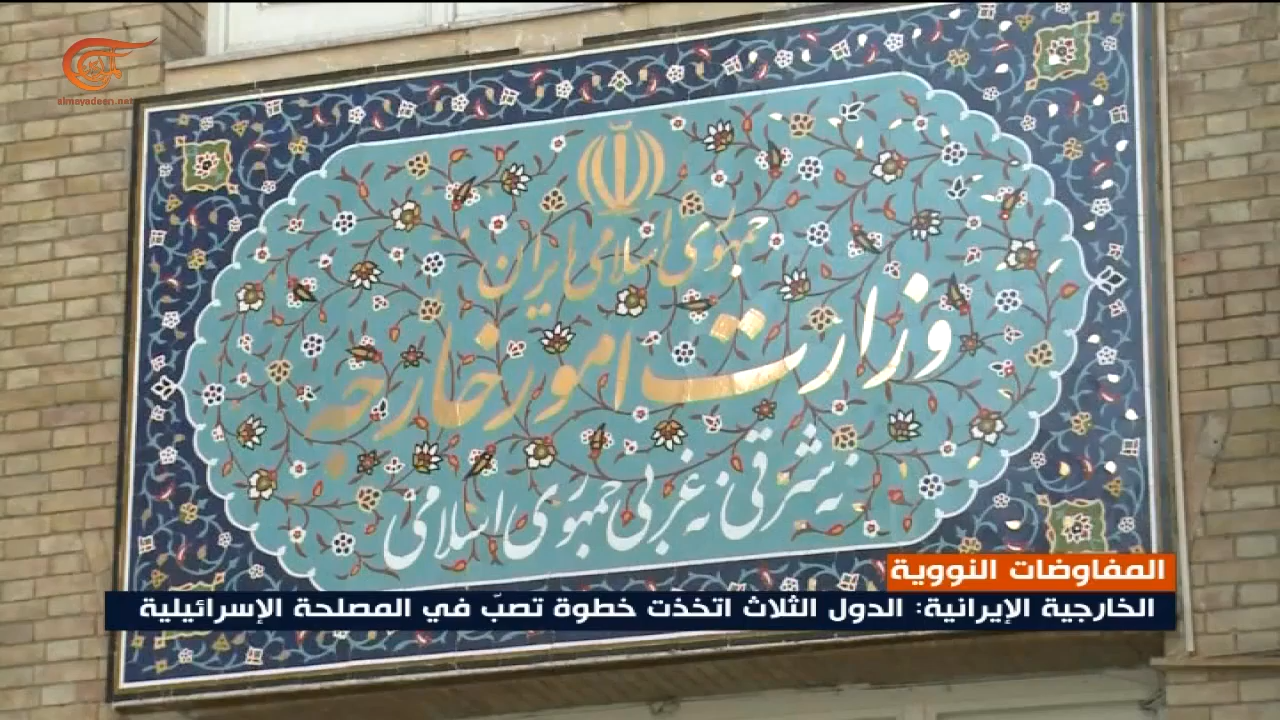 almayadeen.net
جمهوری اسلامی ایران
وزارت امور خارجه
نه شرقی نه غربی جمهوری اسلامی
المفاوضات النووية
الخارجية الإيرانية: الدول الثلاث اتخذت خطوة تصبّ في المصلحة الإسرائيلية